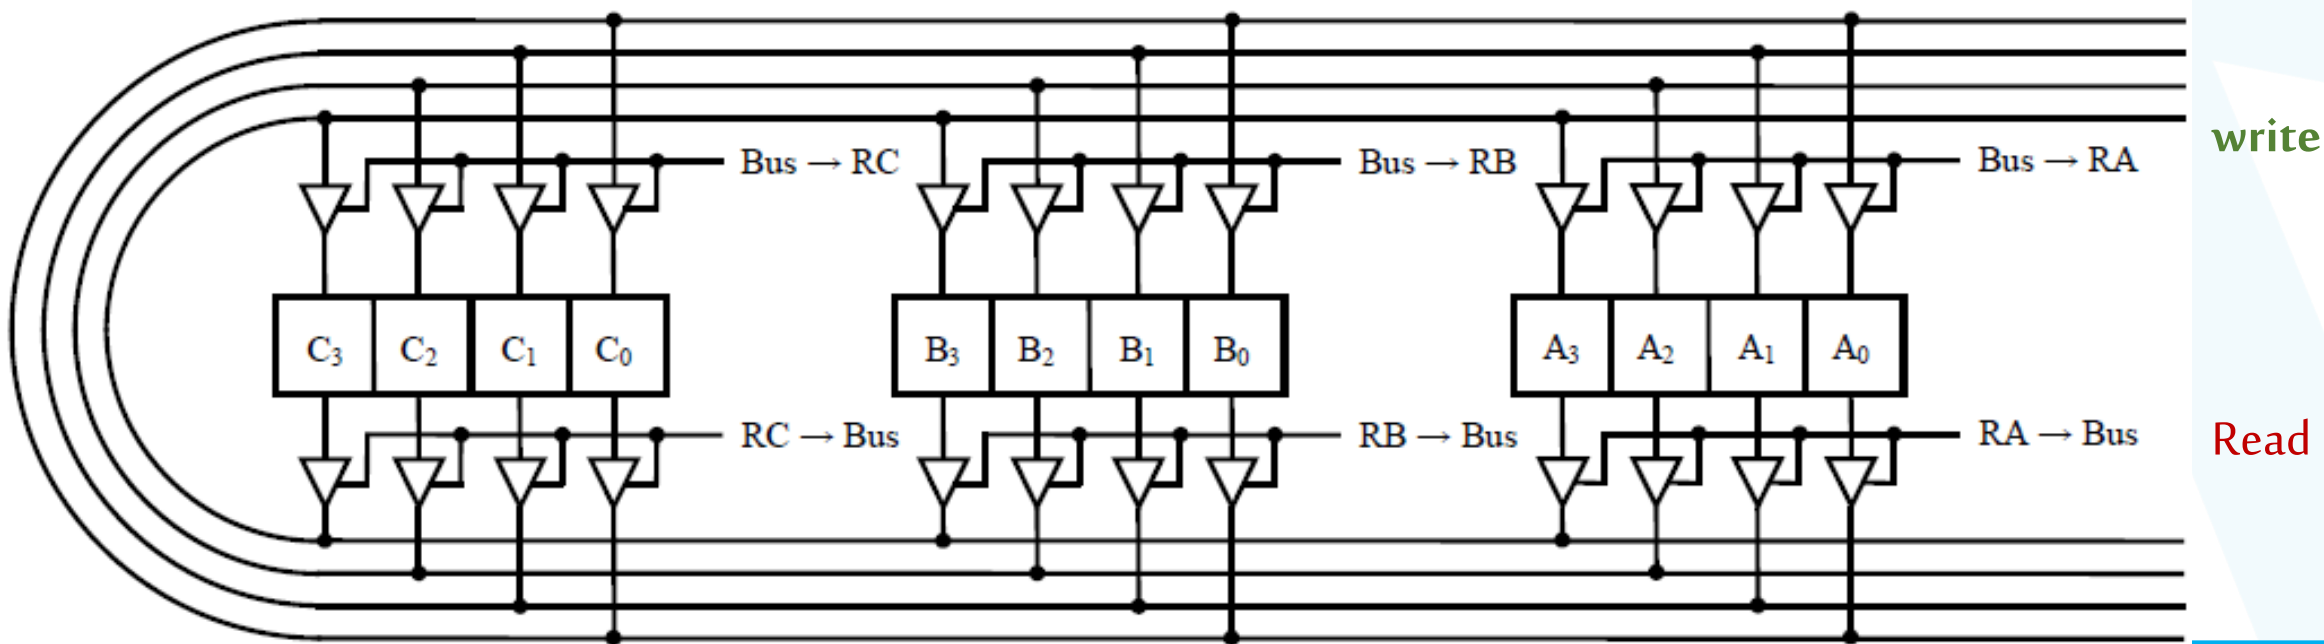 Bus → RC Bus → RB Bus → RA
write
C₃ C₂ C₁ C₀ B₃ B₂ B₁ B₀ A₃ A₂ A₁ A₀
RC → Bus RB → Bus RA → Bus
Read